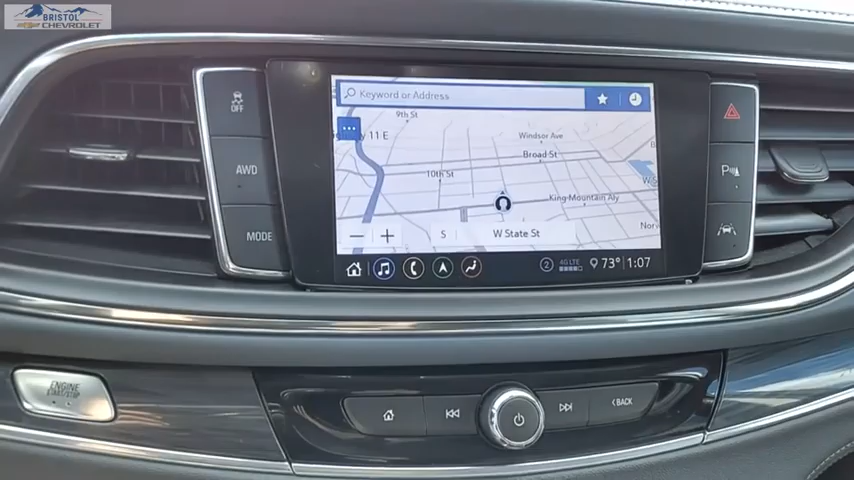 BRISTOL
CHEVROLET
OFF
AWD
MODE
Keyword or Address
9th St
y 11 E
Windsor Ave
Broad St
10th St
King Mountain Aly
W S
Norv
S
W State St
2
4G LTE
73°
1:07
P
ENGINE
START/STOP
BACK